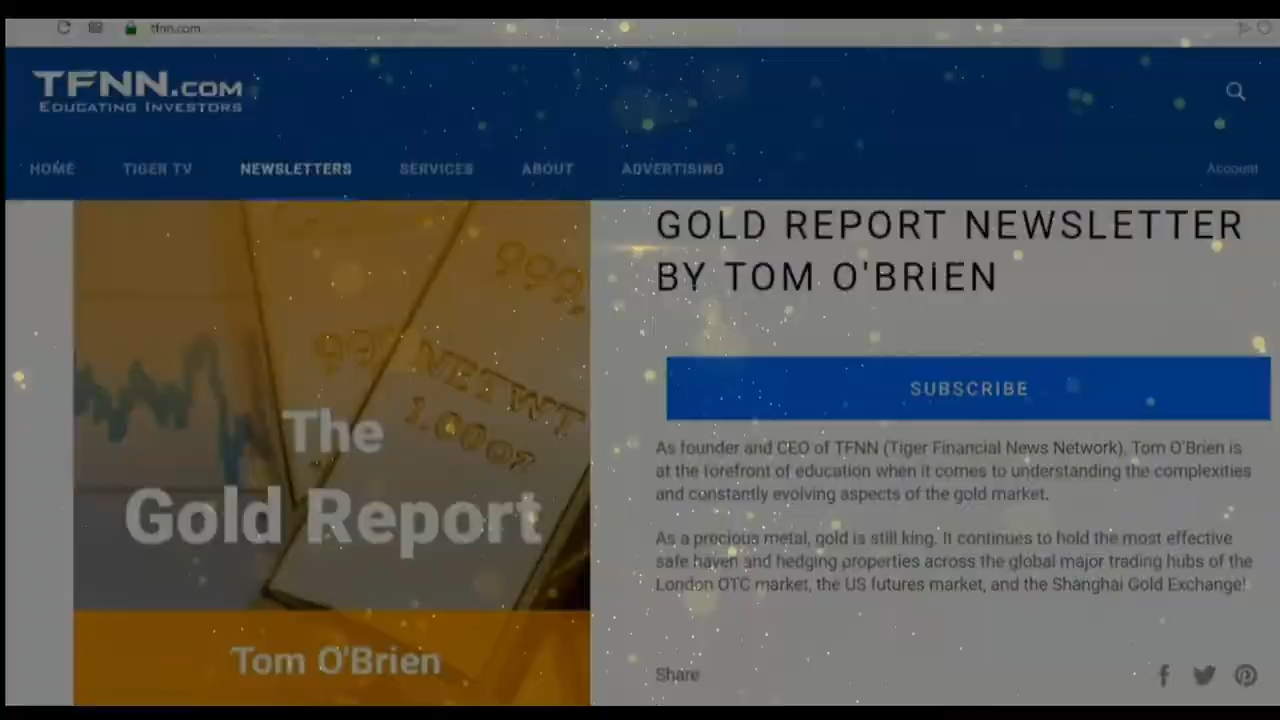 tfnn.com
TFNN.COM
EDUCATING INVESTORS
HOME TIGER TV NEWSLETTERS SERVICES ABOUT ADVERTISING Account
999.
999 NETWT
1.00OZ
The
Gold Report
Tom O'Brien
GOLD REPORT NEWSLETTER
BY TOM O'BRIEN
SUBSCRIBE
As founder and CEO of TFNN (Tiger Financial News Network), Tom O'Brien is
at the forefront of education when it comes to understanding the complexities
and constantly evolving aspects of the gold market.
As a precious metal, gold is still king. It continues to hold the most effective
safe haven and hedging properties across the global major trading hubs of the
London OTC market, the US futures market, and the Shanghai Gold Exchange!
Share